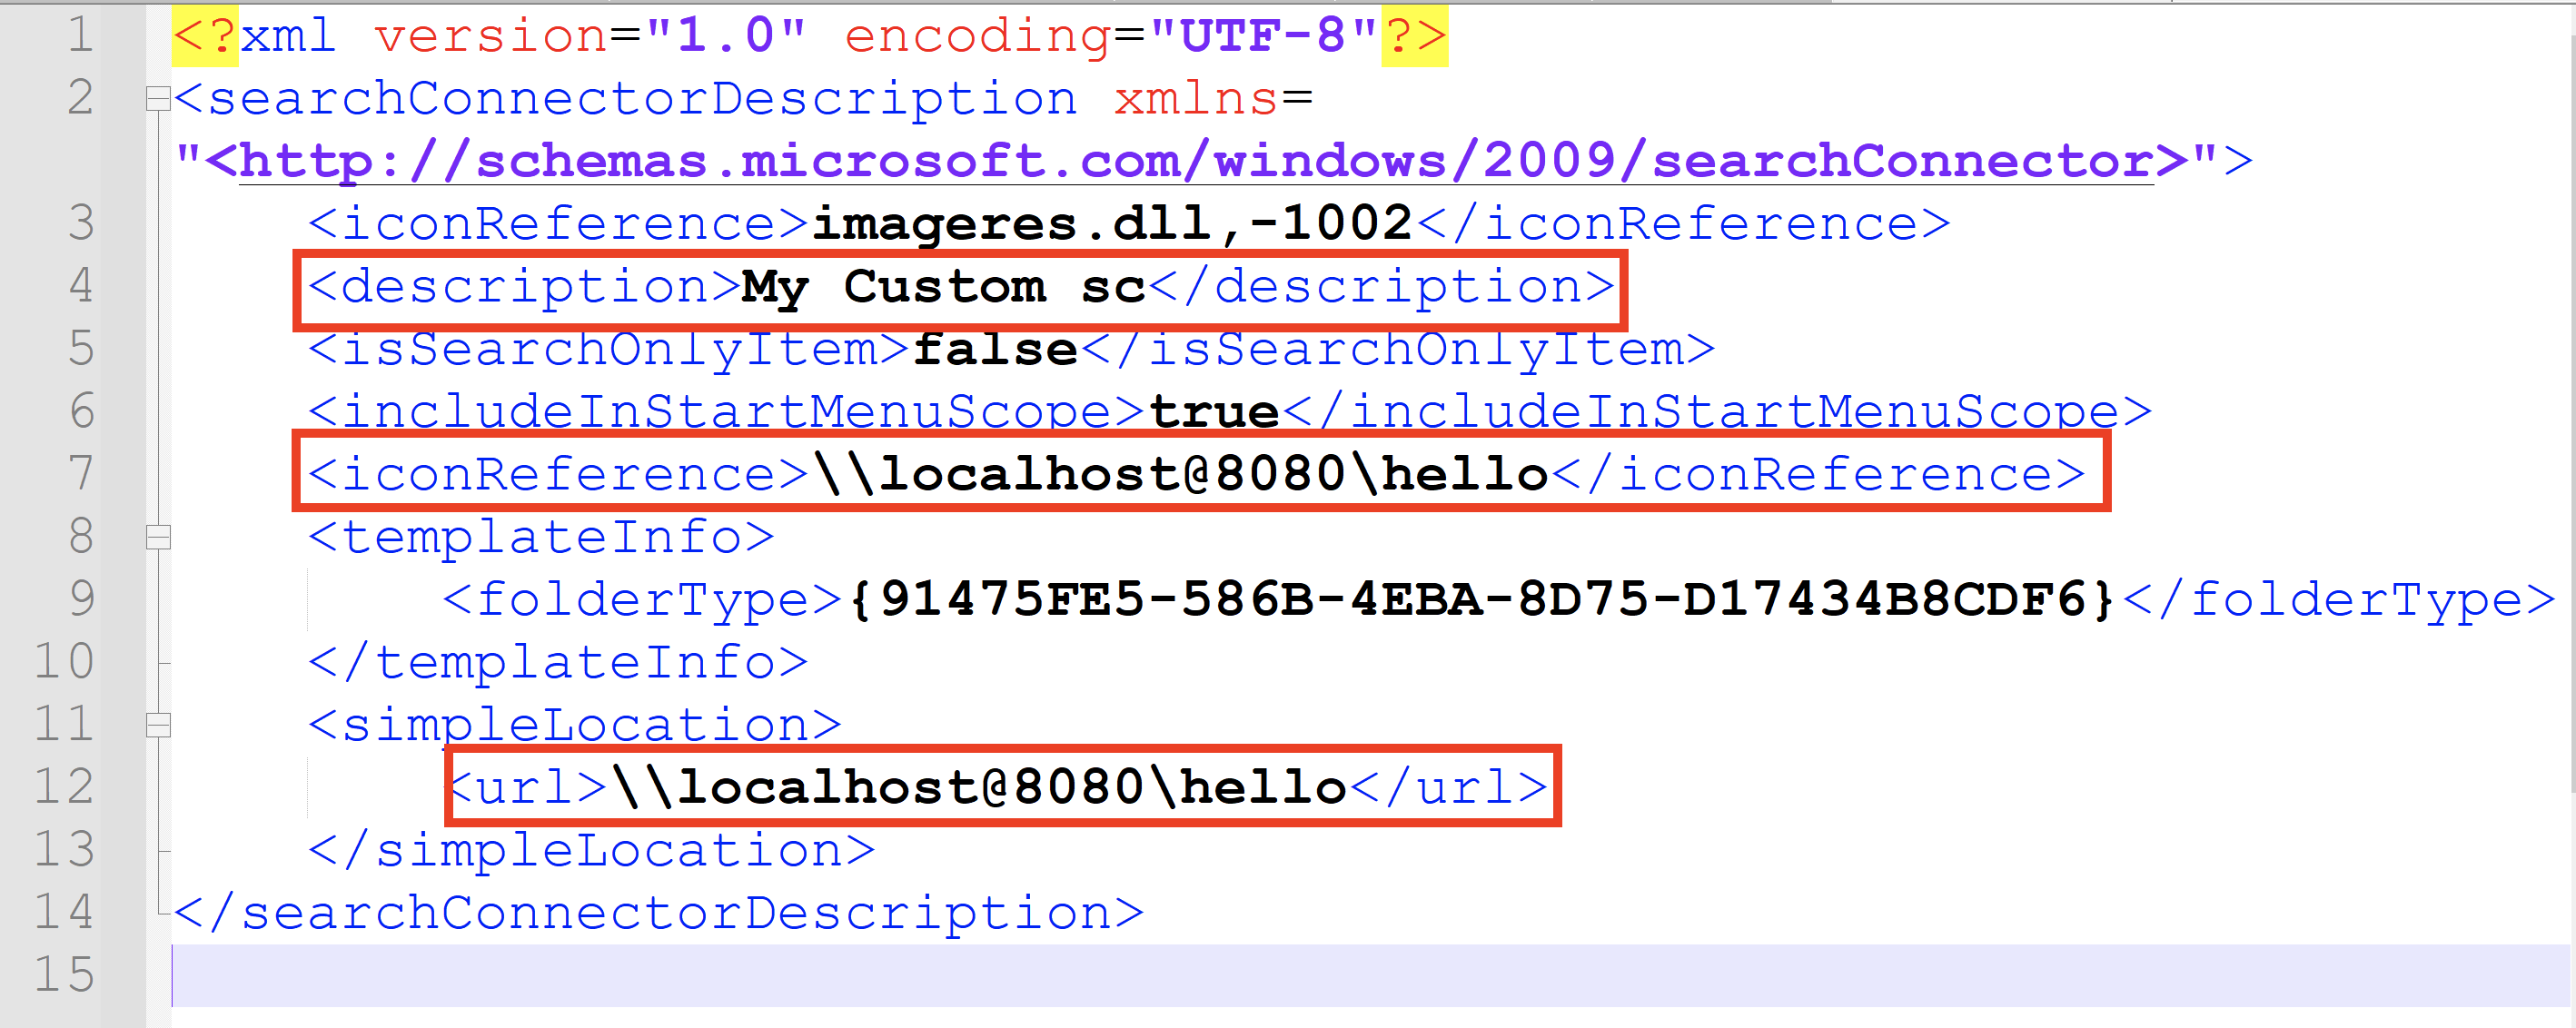 1 <?xml version="1.0" encoding="UTF-8"?>
2 <searchConnectorDescription xmlns=
"<http://schemas.microsoft.com/windows/2009/searchConnector>">
3 <iconReference>imageres.dll,-1002</iconReference>
4 <description>My Custom sc</description>
5 <isSearchOnlyItem>false</isSearchOnlyItem>
6 <includeInStartMenuScope>true</includeInStartMenuScope>
7 <iconReference>\\localhost@8080\hello</iconReference>
8 <templateInfo>
9 <folderType>{91475FE5-586B-4EBA-8D75-D17434B8CDF6}</folderType>
10 </templateInfo>
11 <simpleLocation>
12 <url>\\localhost@8080\hello</url>
13 </simpleLocation>
14 </searchConnectorDescription>
15